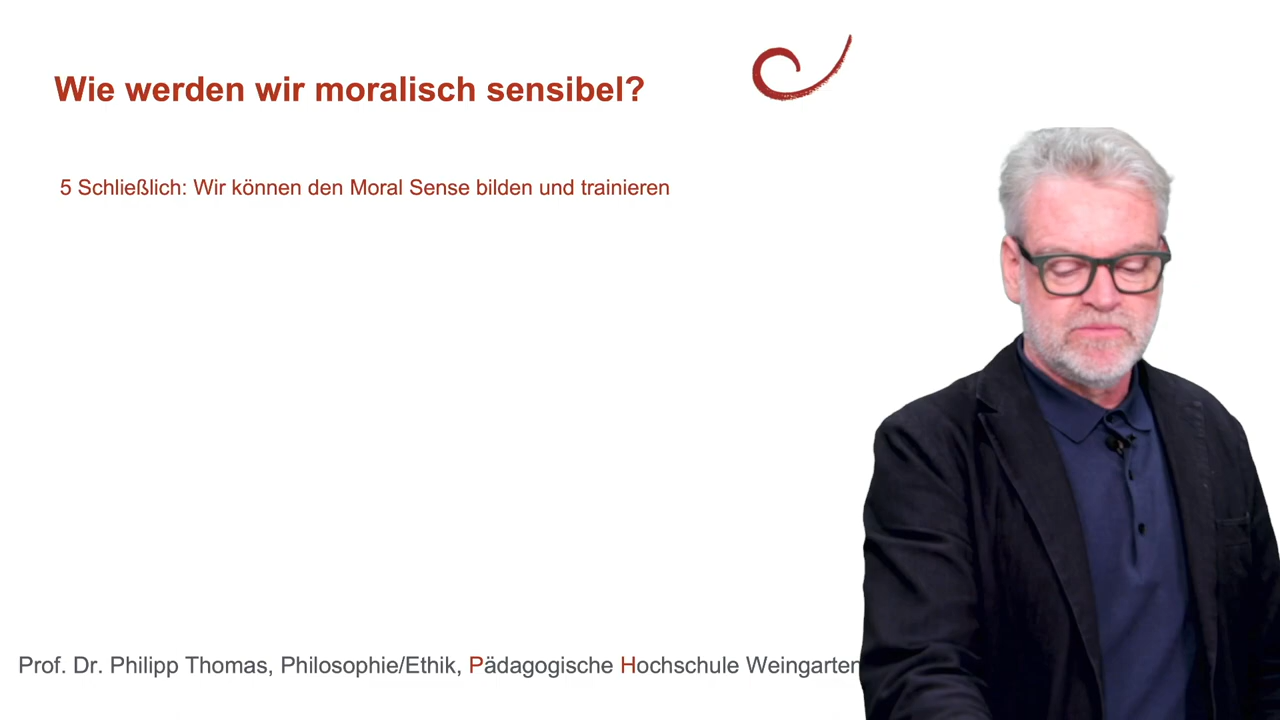 Wie werden wir moralisch sensibel?
5 Schließlich: Wir können den Moral Sense bilden und trainieren
Prof. Dr. Philipp Thomas, Philosophie/Ethik, Pädagogische Hochschule Weingarten